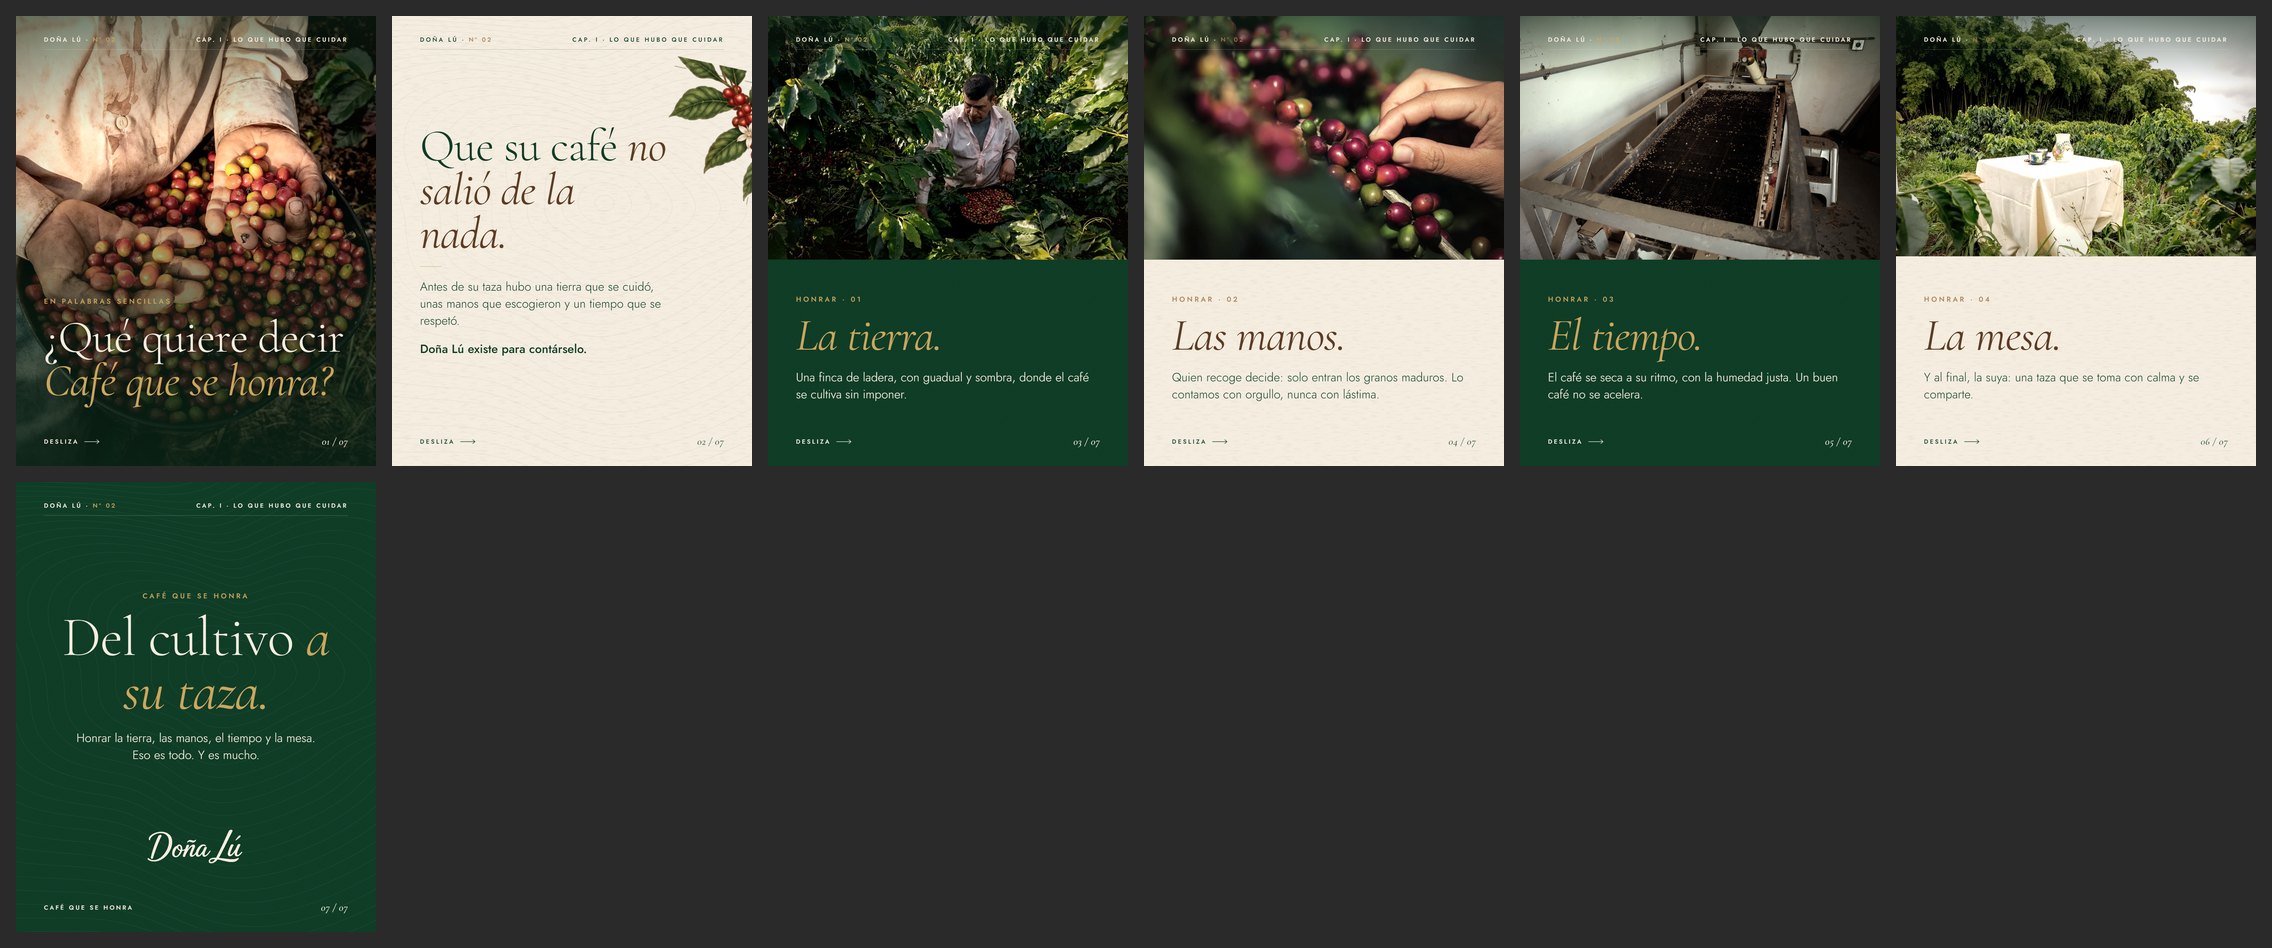 DOÑA LÚ · Nº 02
CAP. I · LO QUE HUBO QUE CUIDAR
EN PALABRAS SENCILLAS
¿Qué quiere decir
Café que se honra?
DESLIZA
01 / 07
DOÑA LÚ · Nº 02
CAP. I · LO QUE HUBO QUE CUIDAR
Que su café no
salió de la
nada.
Antes de su taza hubo una tierra que se cuidó,
unas manos que escogieron y un tiempo que se
respetó.
Doña Lú existe para contárselo.
DESLIZA
02 / 07
DOÑA LÚ · Nº 02
CAP. I · LO QUE HUBO QUE CUIDAR
HONRAR · 01
La tierra.
Una finca de ladera, con guadual y sombra, donde el café
se cultiva sin imponer.
DESLIZA
03 / 07
DOÑA LÚ · Nº 02
CAP. I · LO QUE HUBO QUE CUIDAR
HONRAR · 02
Las manos.
Quien recoge decide: solo entran los granos maduros. Lo
contamos con orgullo, nunca con lástima.
DESLIZA
04 / 07
DOÑA LÚ ·
CAP. I · LO QUE HUBO QUE CUIDAR
HONRAR · 03
El tiempo.
El café se seca a su ritmo, con la humedad justa. Un buen
café no se acelera.
DESLIZA
05 / 07
DOÑA LÚ · Nº 02
CAP. I · LO QUE HUBO QUE CUIDAR
HONRAR · 04
La mesa.
Y al final, la suya: una taza que se toma con calma y se
comparte.
DESLIZA
06 / 07
DOÑA LÚ · Nº 02
CAP. I · LO QUE HUBO QUE CUIDAR
CAFÉ QUE SE HONRA
Del cultivo a
su taza.
Honrar la tierra, las manos, el tiempo y la mesa.
Eso es todo. Y es mucho.
Doña Lú
CAFÉ QUE SE HONRA
07 / 07